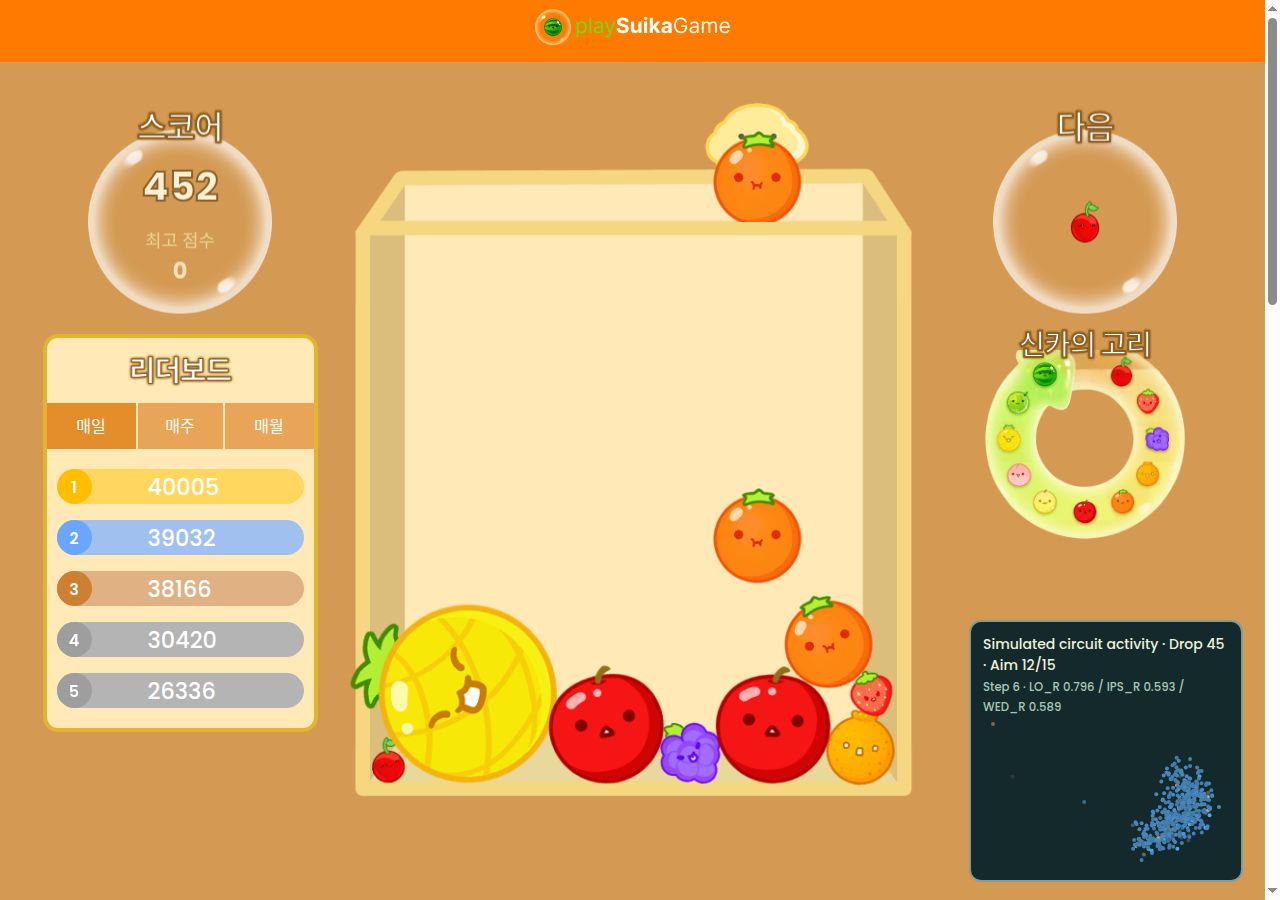 playSuikaGame
스코어
452
최고 점수
0
다음
신카의 고리
리더보드
매일 매주 매월
1 40005
2 39032
3 38166
4 30420
5 26336
Simulated circuit activity · Drop 45
· Aim 12/15
Step 6 · LO_R 0.796 / IPS_R 0.593 /
WED_R 0.589